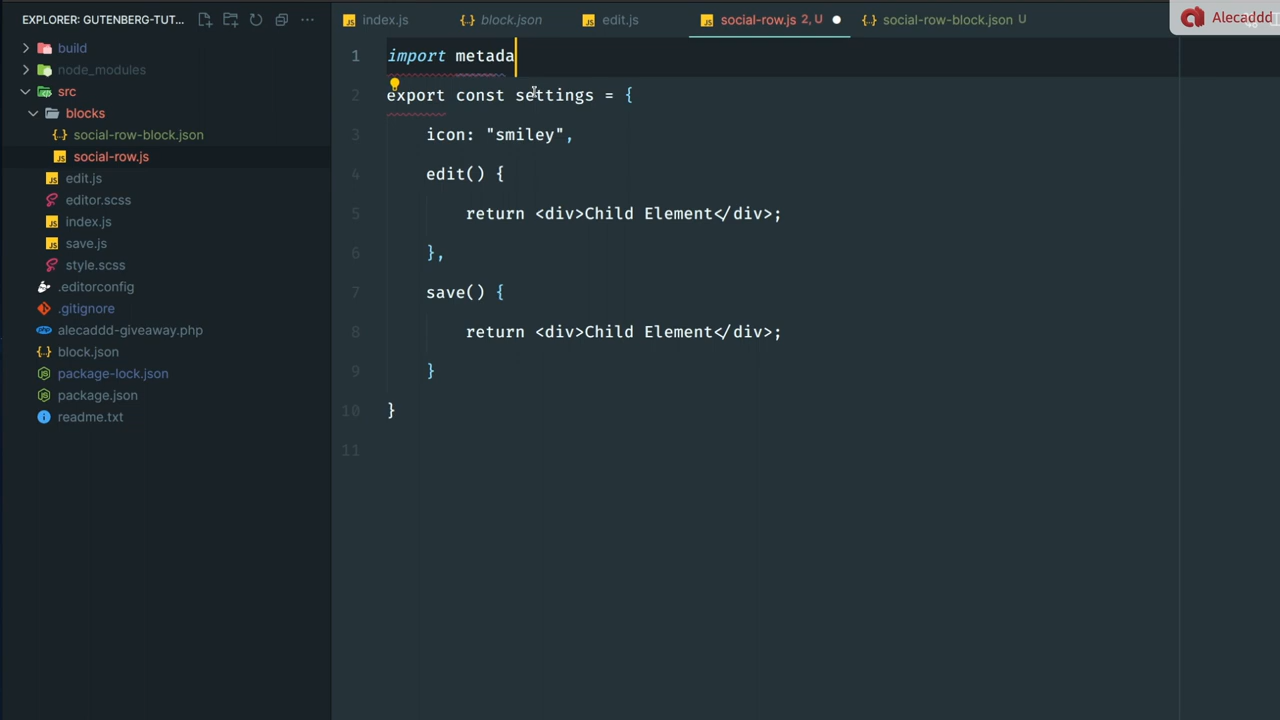 EXPLORER: GUTENBERG-TUT...
build
node_modules
src
blocks
social-row-block.json
social-row.js
edit.js
editor.scss
index.js
save.js
style.scss
.editorconfig
.gitignore
alecaddd-giveaway.php
block.json
package-lock.json
package.json
readme.txt
index.js
block.json
edit.js
social-row.js 2, U
social-row-block.json U
Alecaddd
1 import metada
2 export const settings = {
3 icon: "smiley",
4 edit() {
5 return <div>Child Element</div>;
6 },
7 save() {
8 return <div>Child Element</div>;
9 }
10 }
11